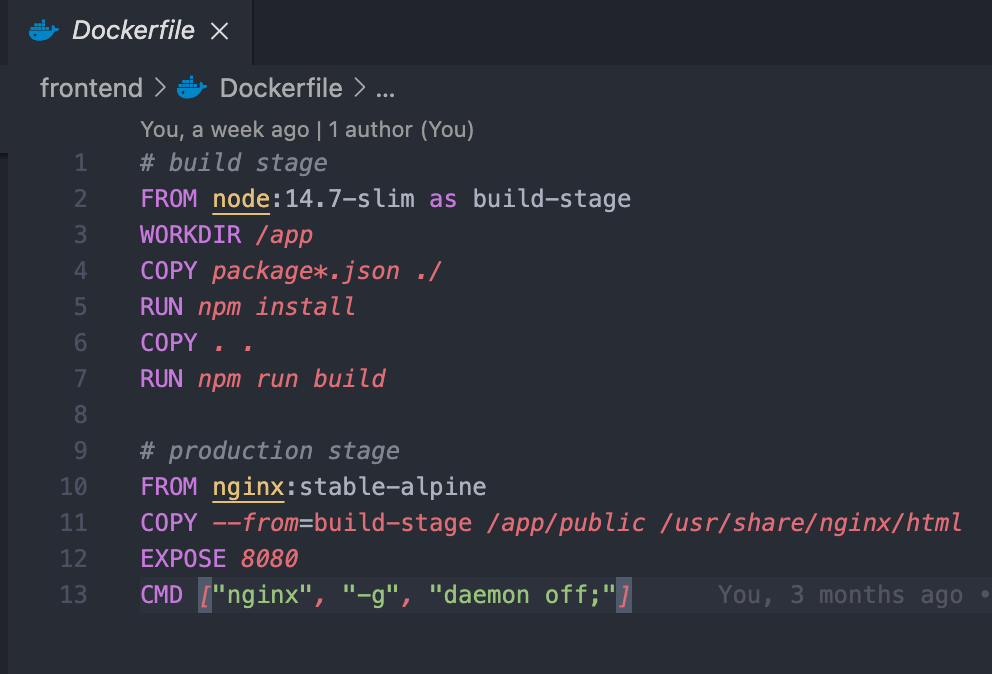 Dockerfile
frontend > Dockerfile > ...
You, a week ago | 1 author (You)
1 # build stage
2 FROM node:14.7-slim as build-stage
3 WORKDIR /app
4 COPY package*.json ./
5 RUN npm install
6 COPY . .
7 RUN npm run build
8
9 # production stage
10 FROM nginx:stable-alpine
11 COPY --from=build-stage /app/public /usr/share/nginx/html
12 EXPOSE 8080
13 CMD ["nginx", "-g", "daemon off;"] You, 3 months ago •